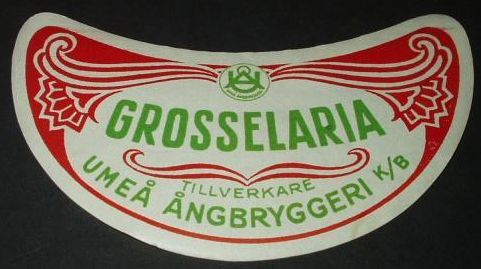 GROSSELARIA
TILLVERKARE
UMEÅ ÅNGBRYGGERI K/B